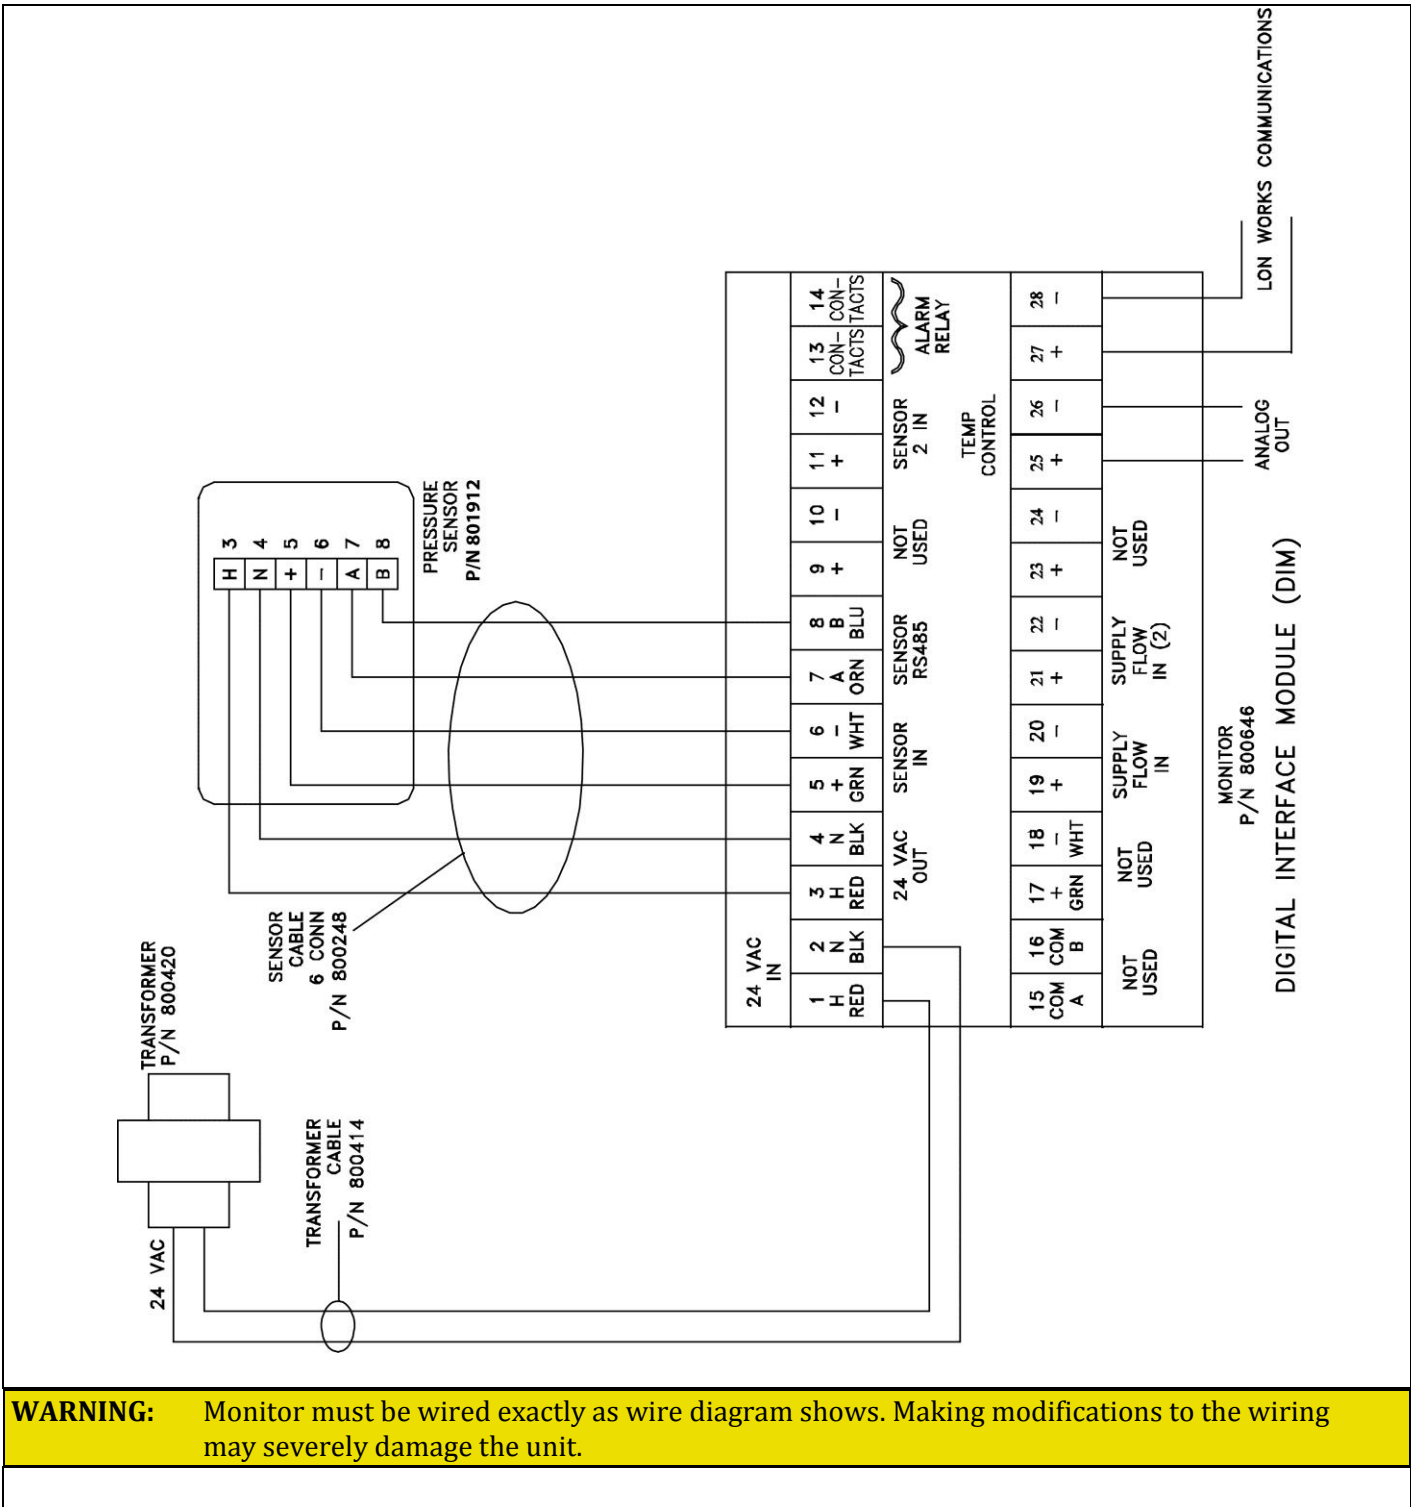 TRANSFORMER
P/N 800420
24 VAC
TRANSFORMER
CABLE
P/N 800414
SENSOR
CABLE
6 CONN
P/N 800248
PRESSURE
SENSOR
P/N 801912
3 4 5 6 7 8
H N + − A B
24 VAC
IN
1 2 3 4 5 6 7 8 9 10 11 12 13 14
H N H N + − A B + − + − CON- CON-
RED BLK RED BLK GRN WHT ORN BLU TACTS TACTS
24 VAC
OUT
SENSOR
IN
SENSOR
RS485
NOT
USED
SENSOR
2 IN
ALARM
RELAY
TEMP
CONTROL
15 16 17 18 19 20 21 22 23 24 25 26 27 28
COM COM + − + − + − + − + − + −
A B GRN WHT
NOT
USED
NOT
USED
SUPPLY
FLOW
IN
SUPPLY
FLOW
IN (2)
NOT
USED
ANALOG
OUT
LON WORKS COMMUNICATIONS
MONITOR
P/N 800646
DIGITAL INTERFACE MODULE (DIM)
WARNING: Monitor must be wired exactly as wire diagram shows. Making modifications to the wiring
may severely damage the unit.